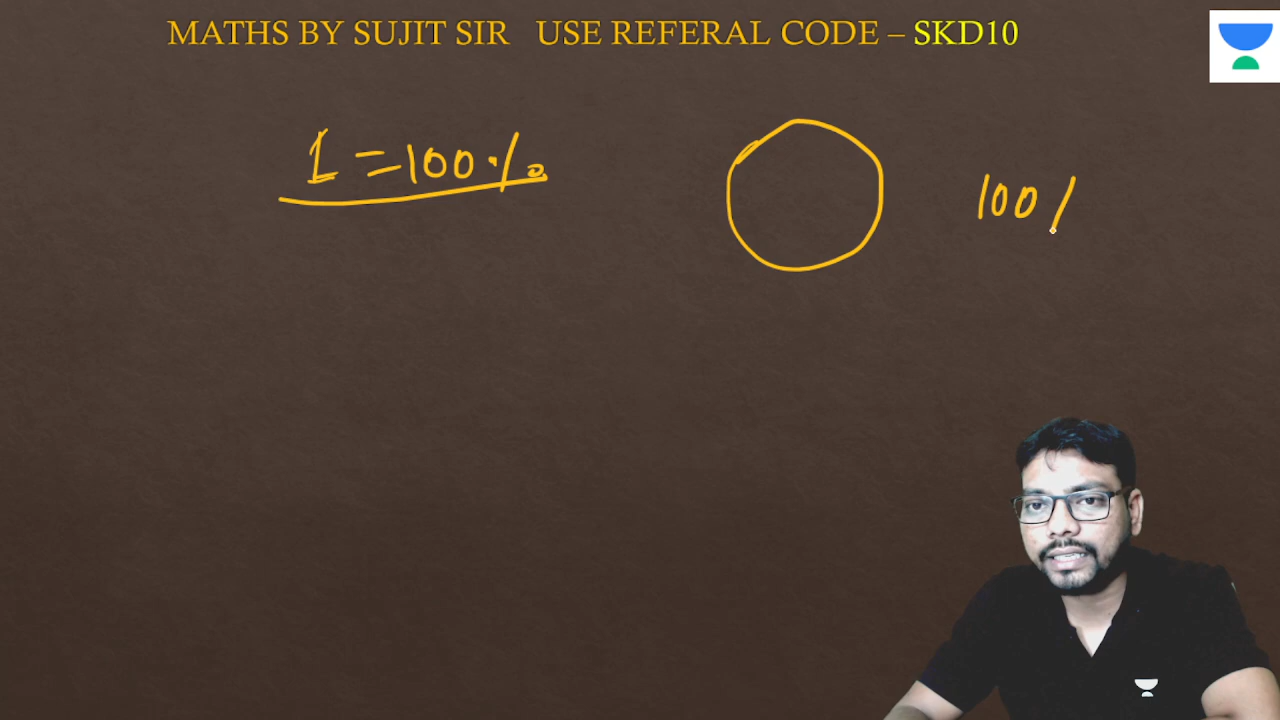 MATHS BY SUJIT SIR USE REFERAL CODE – SKD10
1 = 100%
100/